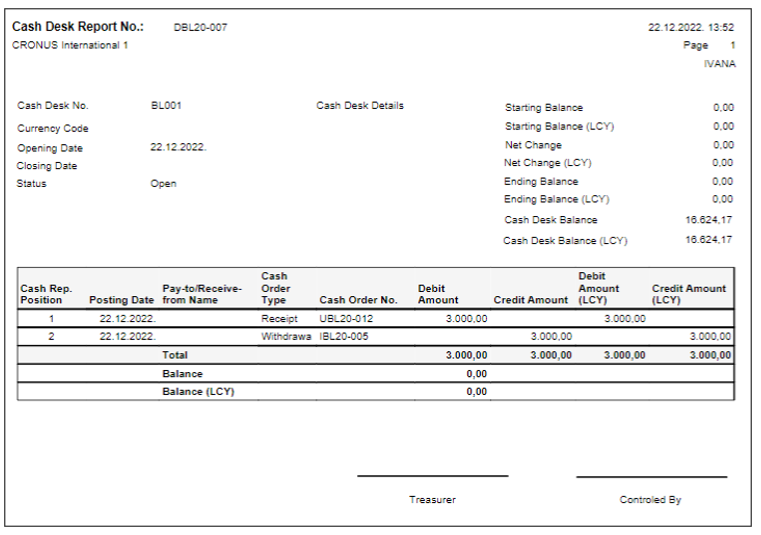 Cash Desk Report No.: DBL20-007 22.12.2022. 13:52
CRONUS International 1 Page 1
IVANA
Cash Desk No. BL001 Cash Desk Details Starting Balance 0,00
Currency Code Starting Balance (LCY) 0,00
Opening Date 22.12.2022. Net Change 0,00
Closing Date Net Change (LCY) 0,00
Status Open Ending Balance 0,00
Ending Balance (LCY) 0,00
Cash Desk Balance 16.624,17
Cash Desk Balance (LCY) 16.624,17
Cash Rep. Position Posting Date Pay-to/Receive-from Name Cash Order Type Cash Order No. Debit Amount Credit Amount Debit Amount (LCY) Credit Amount (LCY)
1 22.12.2022. Receipt UBL20-012 3.000,00 3.000,00
2 22.12.2022. Withdrawa IBL20-005 3.000,00 3.000,00
Total 3.000,00 3.000,00 3.000,00 3.000,00
Balance 0,00
Balance (LCY) 0,00
Treasurer Controled By